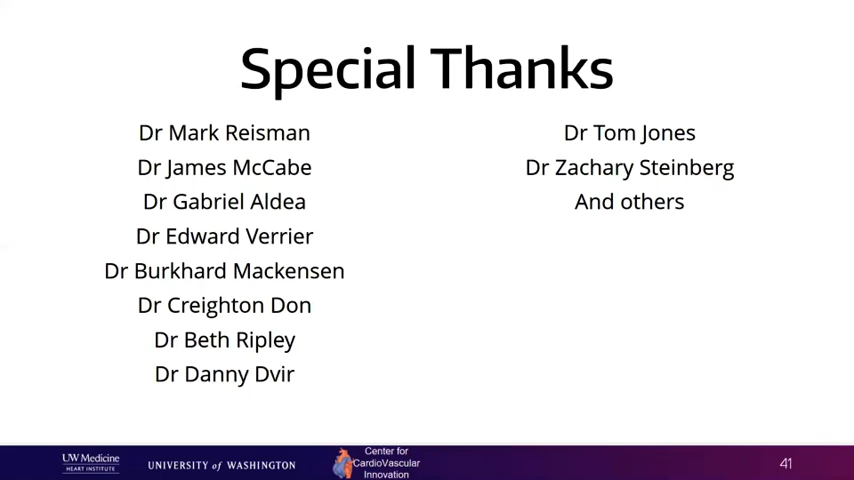 Special Thanks
Dr Mark Reisman
Dr James McCabe
Dr Gabriel Aldea
Dr Edward Verrier
Dr Burkhard Mackensen
Dr Creighton Don
Dr Beth Ripley
Dr Danny Dvir
Dr Tom Jones
Dr Zachary Steinberg
And others
UW Medicine
HEART INSTITUTE
UNIVERSITY of WASHINGTON
Center for
CardioVascular
Innovation
41